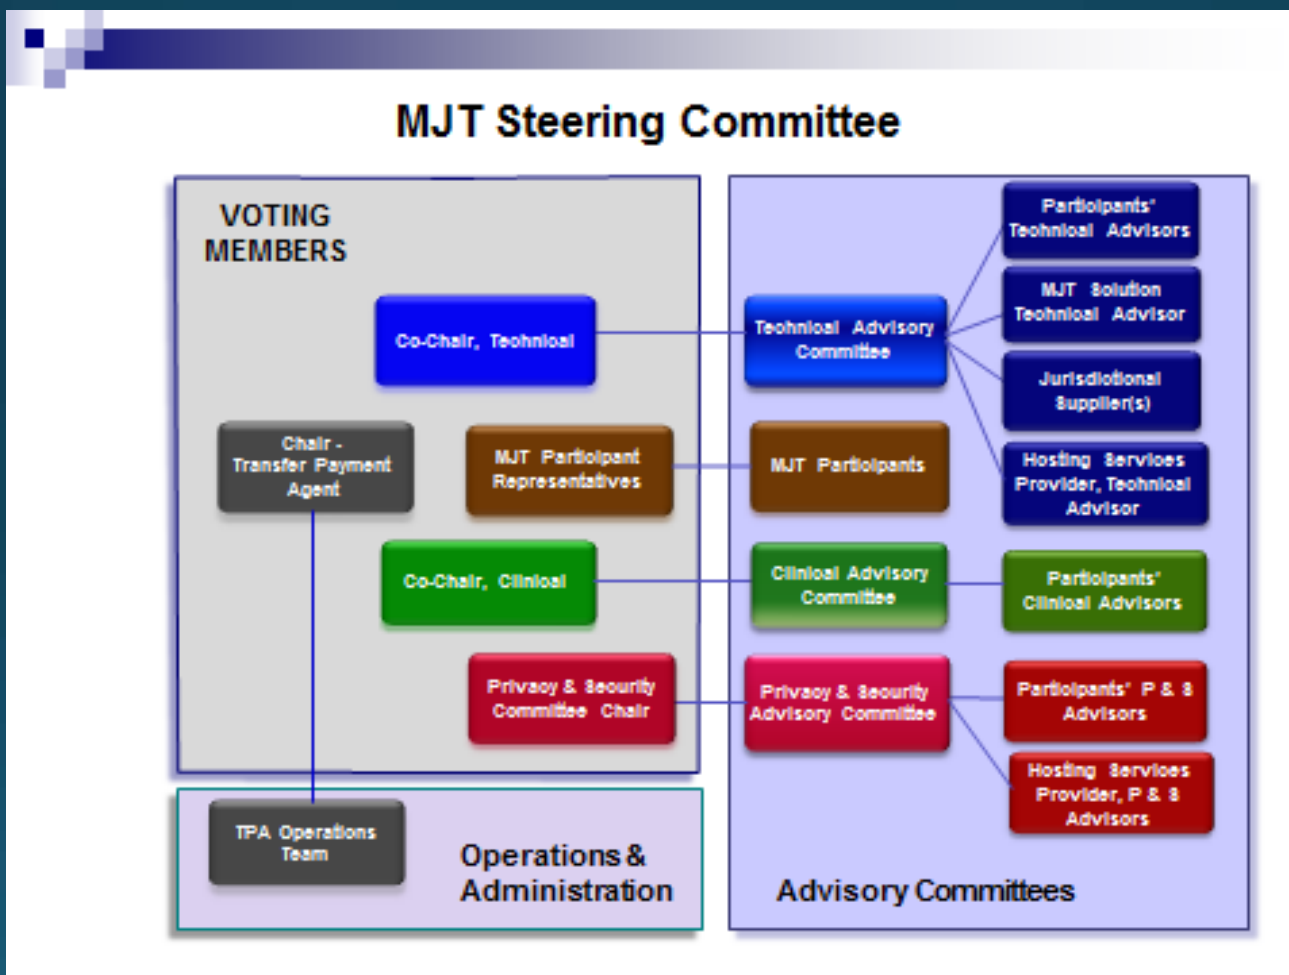 MJT Steering Committee
VOTING
MEMBERS
Co-Chair, Technical
Chair -
Transfer Payment
Agent
MJT Participant
Representatives
Co-Chair, Clinical
Privacy & Security
Committee Chair
TPA Operations
Team
Operations &
Administration
Technical Advisory
Committee
MJT Participants
Clinical Advisory
Committee
Privacy & Security
Advisory Committee
Participants'
Technical Advisors
MJT Solution
Technical Advisor
Jurisdictional
Supplier(s)
Hosting Services
Provider, Technical
Advisor
Participants'
Clinical Advisors
Participants' P & S
Advisors
Hosting Services
Provider, P & S
Advisors
Advisory Committees